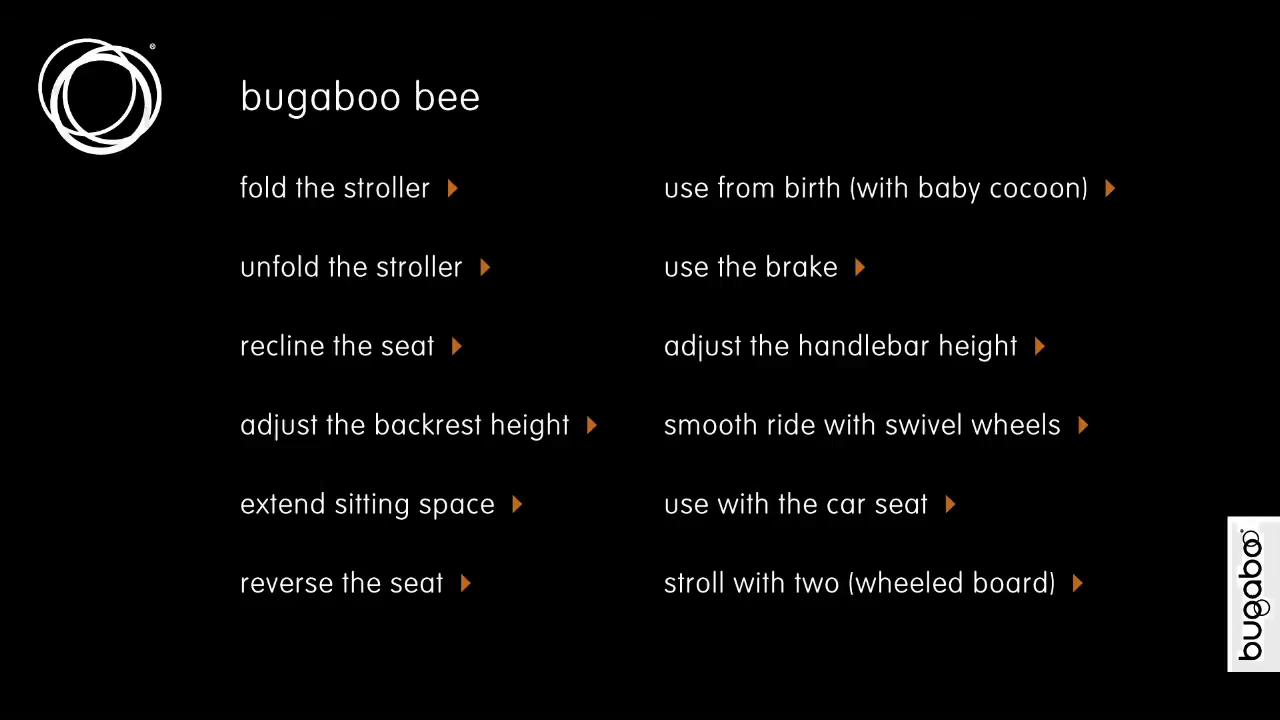 bugaboo bee
fold the stroller
unfold the stroller
recline the seat
adjust the backrest height
extend sitting space
reverse the seat
use from birth (with baby cocoon)
use the brake
adjust the handlebar height
smooth ride with swivel wheels
use with the car seat
stroll with two (wheeled board)
bugaboo